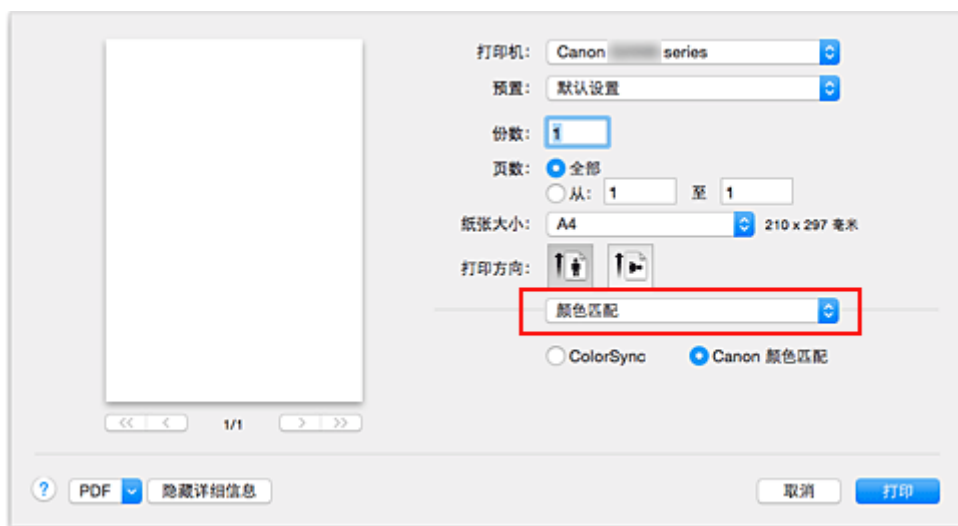 打印机: Canon series
预置: 默认设置
份数: 1
页数: 全部
从: 1 至 1
纸张大小: A4 210 x 297 毫米
打印方向:
颜色匹配
ColorSync Canon 颜色匹配
<< < 1/1 > >>
? PDF 隐藏详细信息 取消 打印